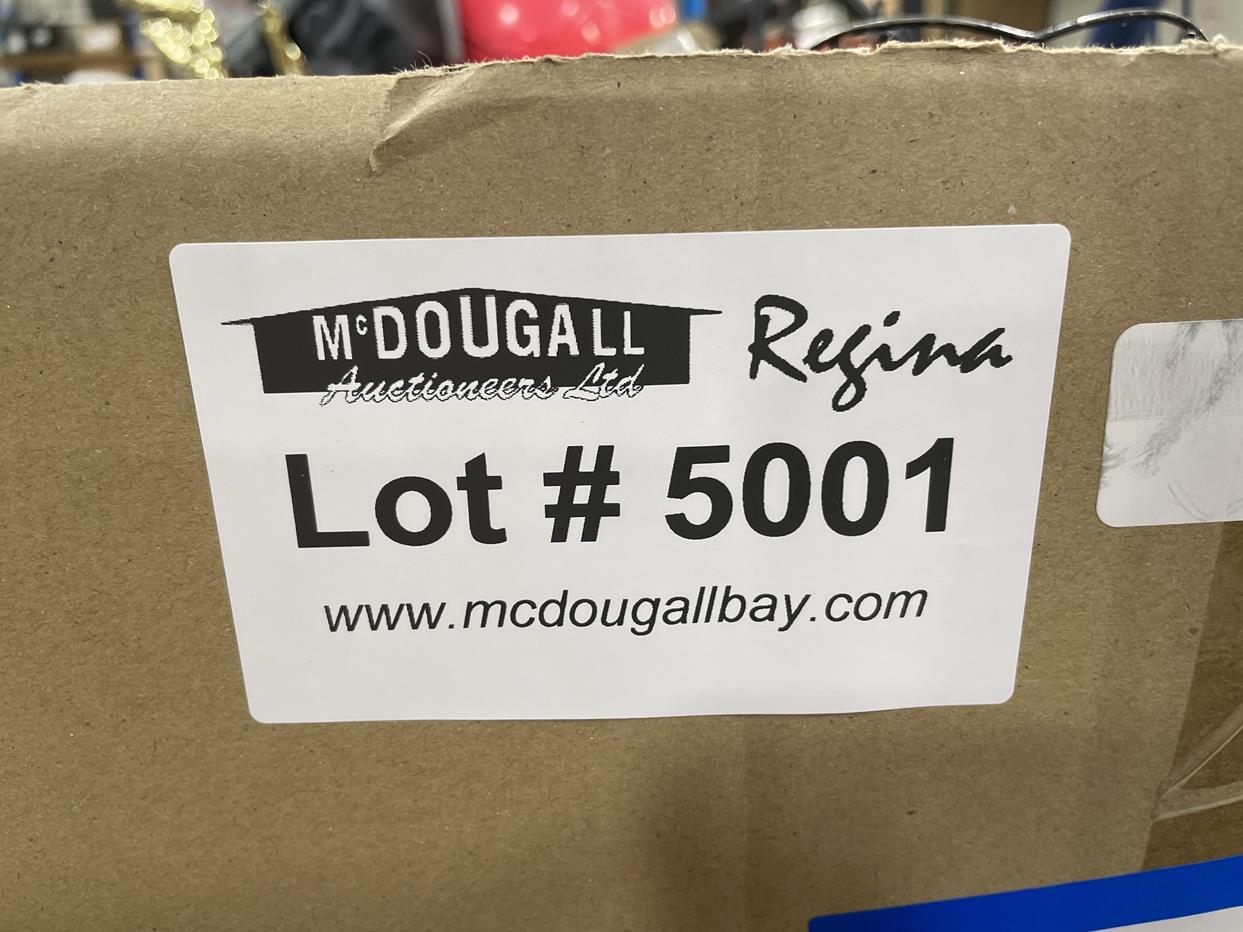 McDOUGALL
Auctioneers Ltd
Regina
Lot # 5001
www.mcdougallbay.com